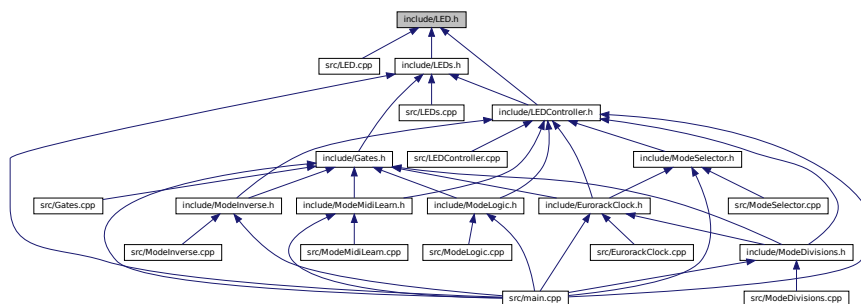 include/LED.h
src/LED.cpp
include/LEDs.h
src/LEDs.cpp
include/LEDController.h
include/Gates.h
src/LEDController.cpp
include/ModeSelector.h
src/Gates.cpp
include/ModeInverse.h
include/ModeMidiLearn.h
include/ModeLogic.h
include/EurorackClock.h
src/ModeSelector.cpp
src/ModeInverse.cpp
src/ModeMidiLearn.cpp
src/ModeLogic.cpp
src/EurorackClock.cpp
include/ModeDivisions.h
src/main.cpp
src/ModeDivisions.cpp